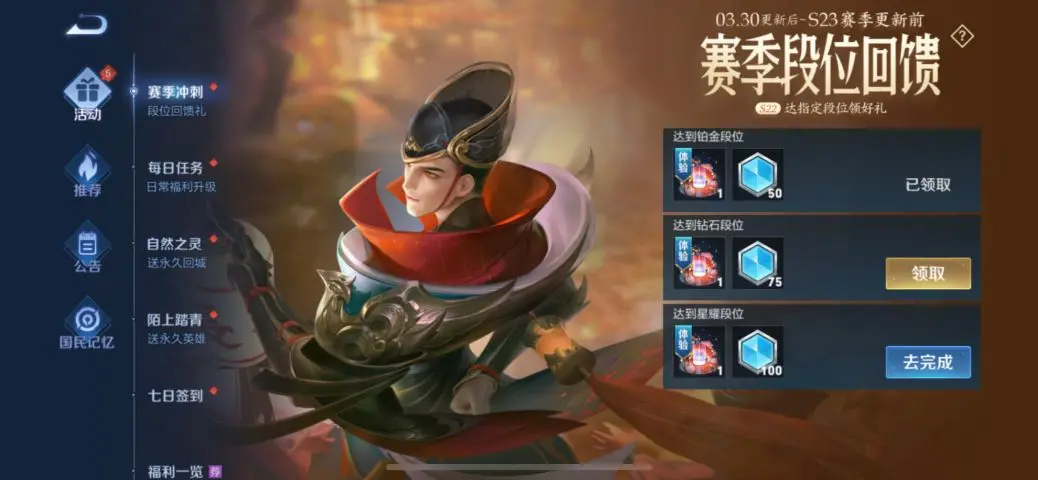 5
活动
推荐
公告
国民记忆
赛季冲刺
段位回馈礼
每日任务
日常福利升级
自然之灵
送永久回城
陌上踏青
送永久英雄
七日签到
福利一览 荐
03.30更新后~S23赛季更新前
赛季段位回馈
?
S22 达指定段位领好礼
达到铂金段位
体验
1
50
已领取
达到钻石段位
体验
1
75
领取
达到星耀段位
体验
1
100
去完成